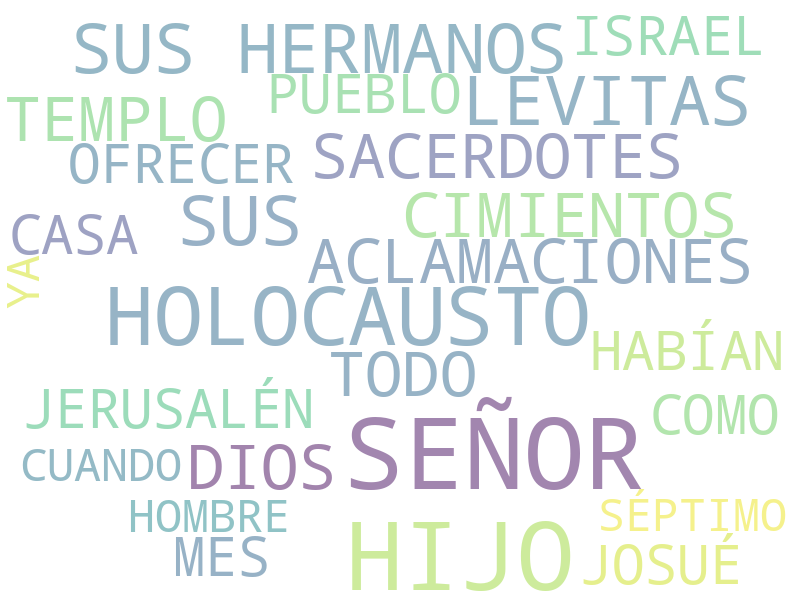 SUS HERMANOS ISRAEL
TEMPLO PUEBLO LEVITAS
OFRECER SACERDOTES
CASA SUS CIMIENTOS
YA ACLAMACIONES
HOLOCAUSTO HABÍAN
TODO
JERUSALÉN COMO
CUANDO DIOS SEÑOR
HOMBRE SÉPTIMO
MES HIJO JOSUÉ